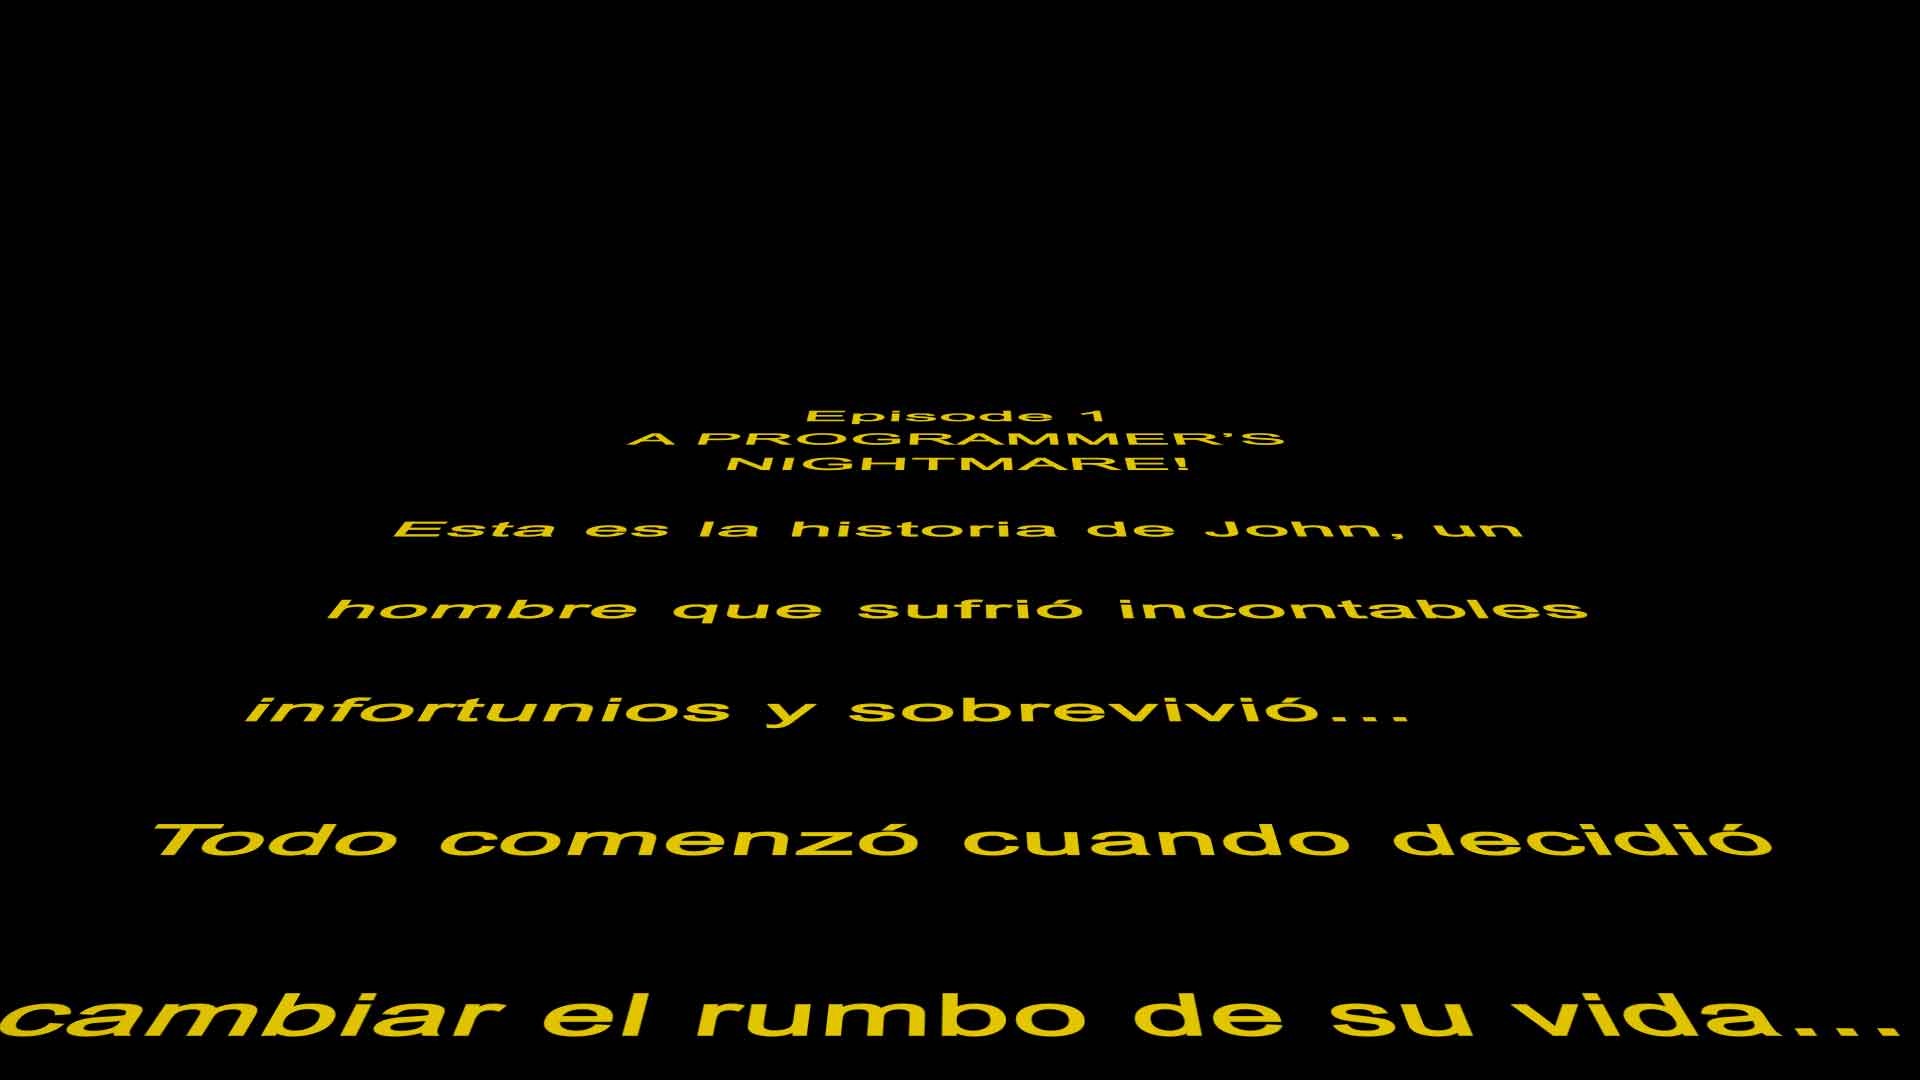 Episode 1
A PROGRAMMER'S
NIGHTMARE!
Esta es la historia de John, un
hombre que sufrió incontables
infortunios y sobrevivió...
Todo comenzó cuando decidió
cambiar el rumbo de su vida...